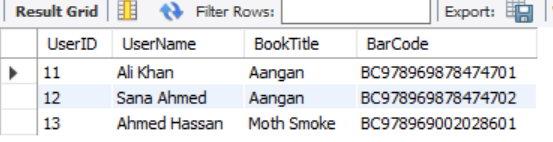 Result Grid Filter Rows: Export:
UserID UserName BookTitle BarCode
11 Ali Khan Aangan BC978969878474701
12 Sana Ahmed Aangan BC978969878474702
13 Ahmed Hassan Moth Smoke BC978969002028601